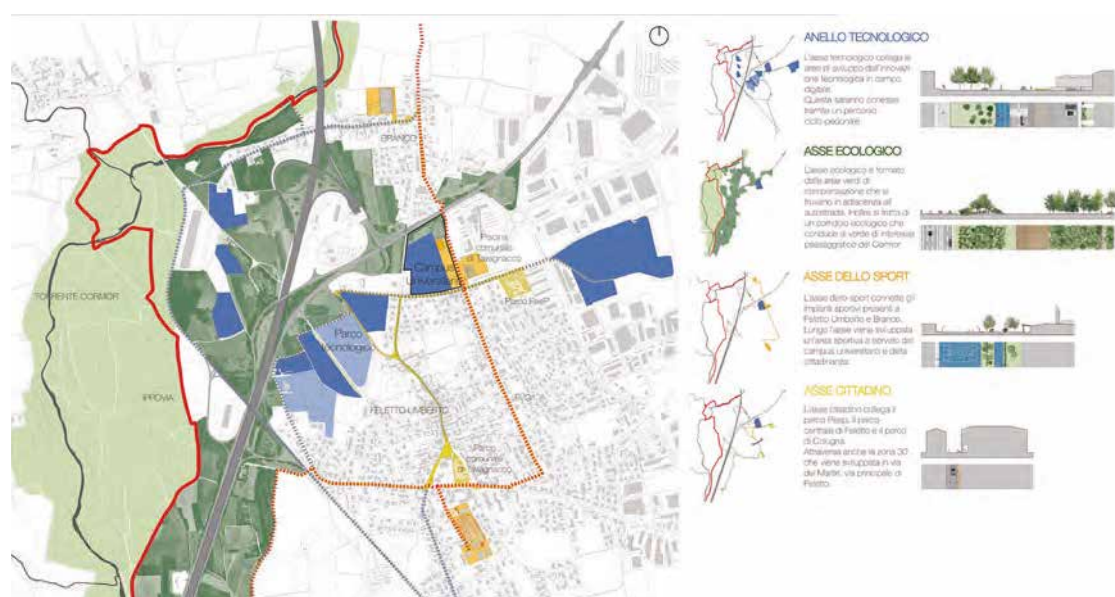 BRANCO
Piscina
comunale
di Tavagnacco
Campus
Universitario
Parco PEEP
TORRENTE CORMÔR
Parco
Tecnologico
IPPOVIA
FELETTO UMBERTO
Parco
comunale
di Tavagnacco
ANELLO TECNOLOGICO
L'asse tecnologico collega le
aree di sviluppo dell'innovazi-
one tecnologica in campo
digitale.
Queste saranno connesse
tramite un percorso
ciclo-pedonale.
ASSE ECOLOGICO
L'asse ecologico è formato
dalle aree verdi di
compensazione che si
trovano in adiacenza all'
autostrada. Inoltre si tratta di
un corridoio ecologico che
conduce al verde di interesse
paesaggistico del Cormor
ASSE DELLO SPORT
L'asse dello sport connette gli
impianti sportivi presenti a
Feletto Umberto e Branco.
Lungo l'asse viene sviluppata
un'area sportiva a servizio del
campus universitario e della
cittadinanza.
ASSE CITTADINO
L'asse cittadino collega il
parco Peep, il parco
centrale di Feletto e il parco
di Cologna.
Attraversa anche la zona 30
che viene sviluppata in via
dei Martiri, via principale di
Feletto.